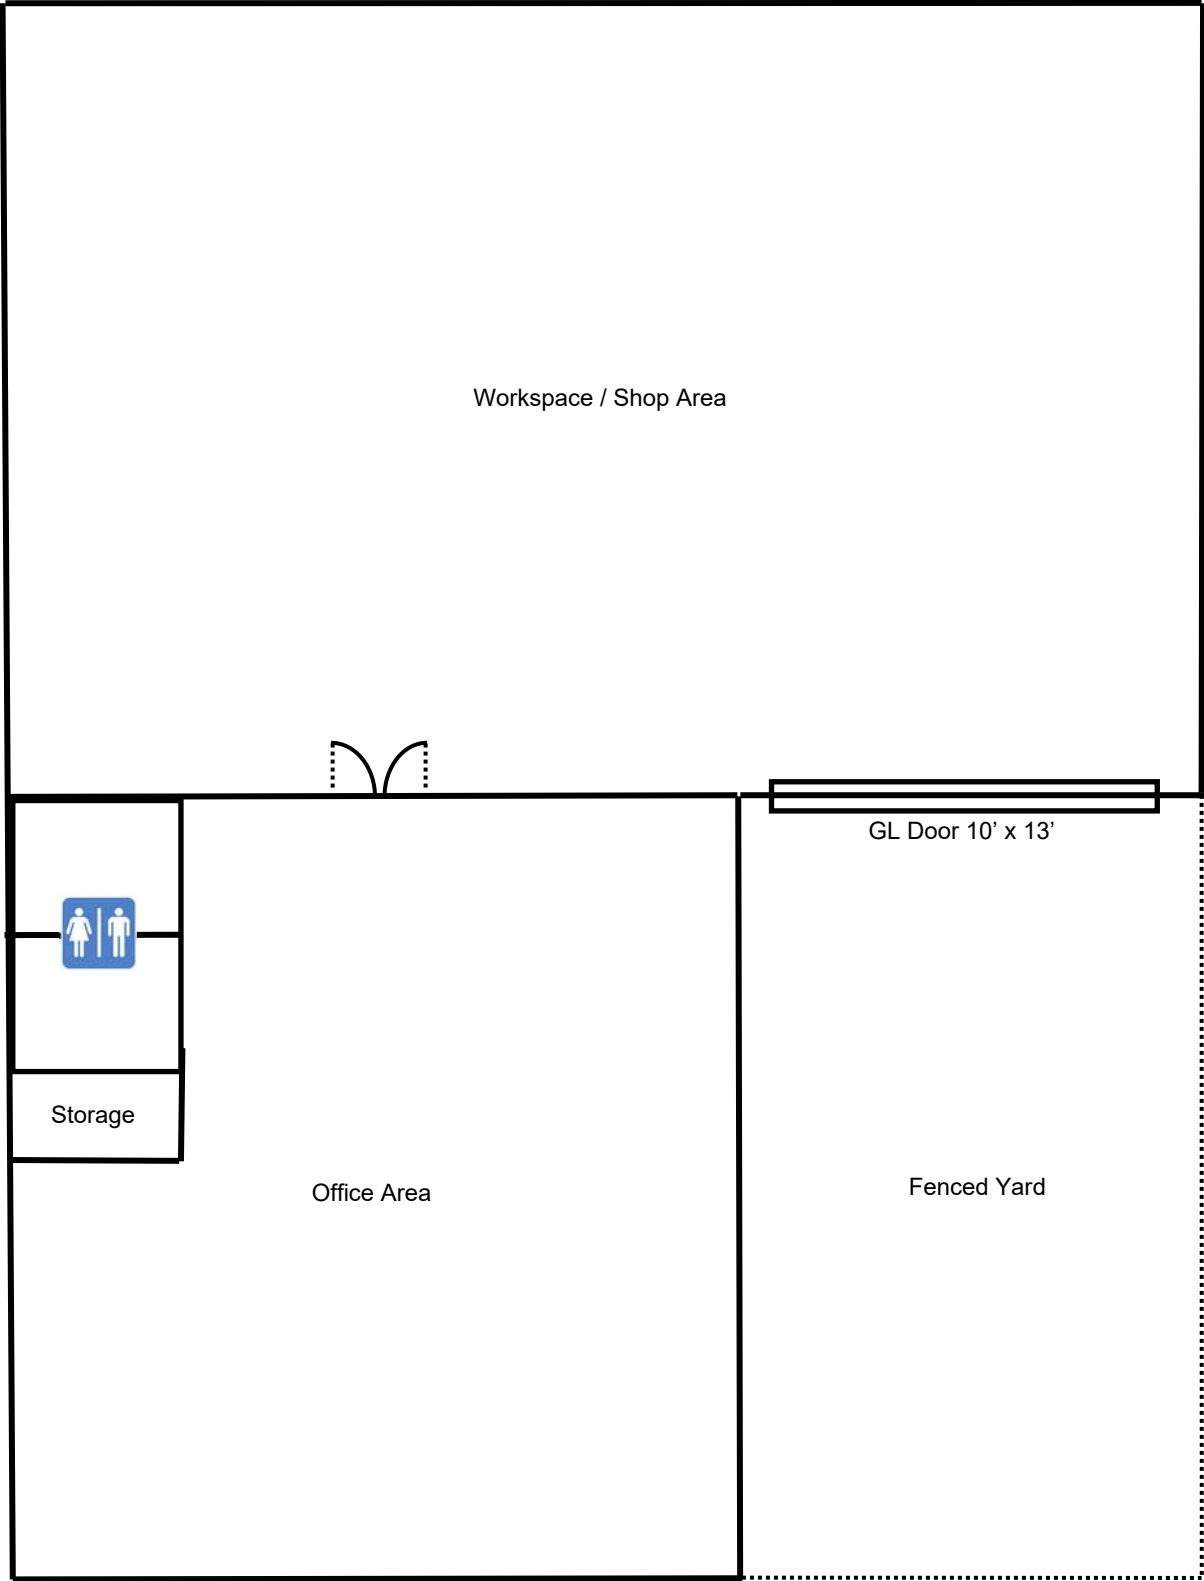 Workspace / Shop Area
GL Door 10’ x 13’
Storage
Office Area
Fenced Yard